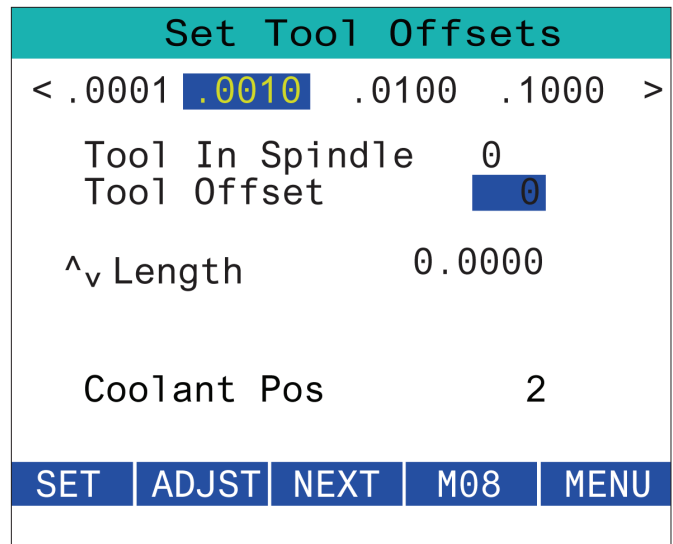 Set Tool Offsets
< .0001 .0010 .0100 .1000 >
Tool In Spindle 0
Tool Offset 0
^v Length 0.0000
Coolant Pos 2
SET ADJST NEXT M08 MENU